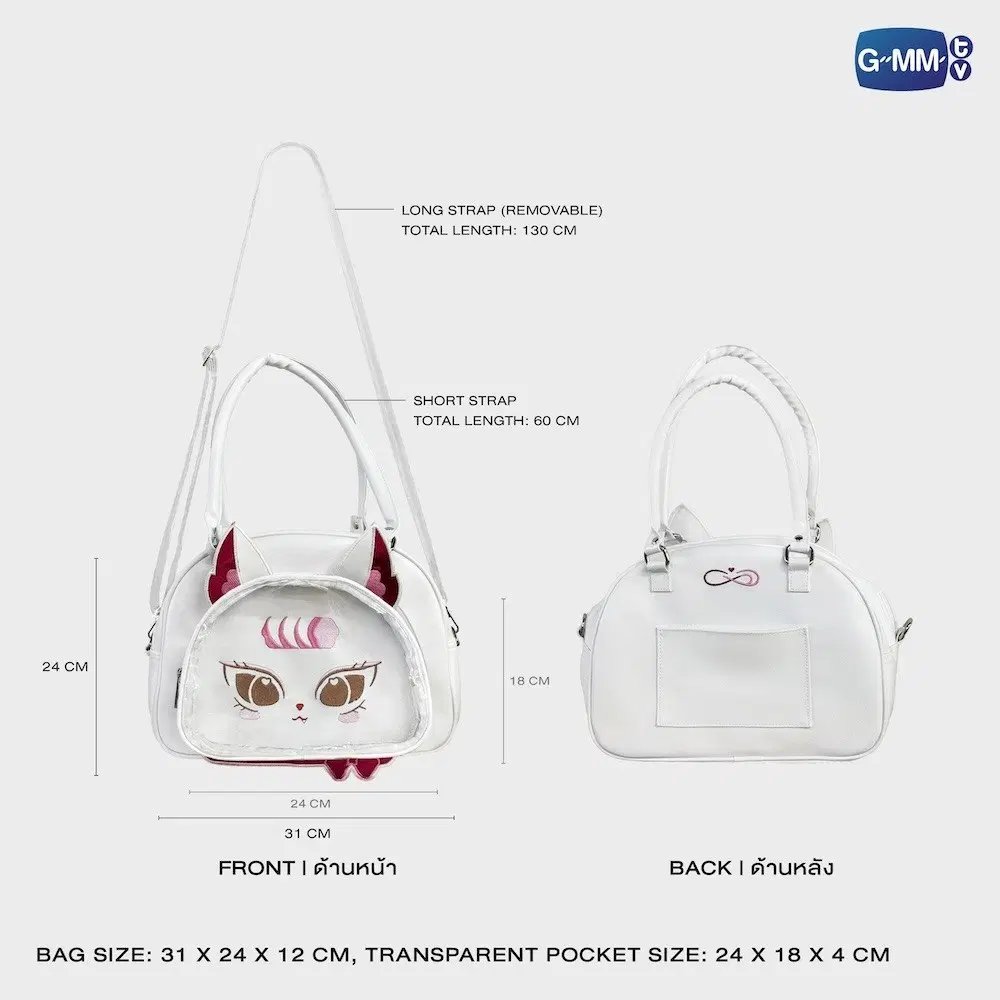 G"MM' tv
LONG STRAP (REMOVABLE)
TOTAL LENGTH: 130 CM
SHORT STRAP
TOTAL LENGTH: 60 CM
24 CM
18 CM
24 CM
31 CM
FRONT | ด้านหน้า
BACK | ด้านหลัง
BAG SIZE: 31 X 24 X 12 CM, TRANSPARENT POCKET SIZE: 24 X 18 X 4 CM